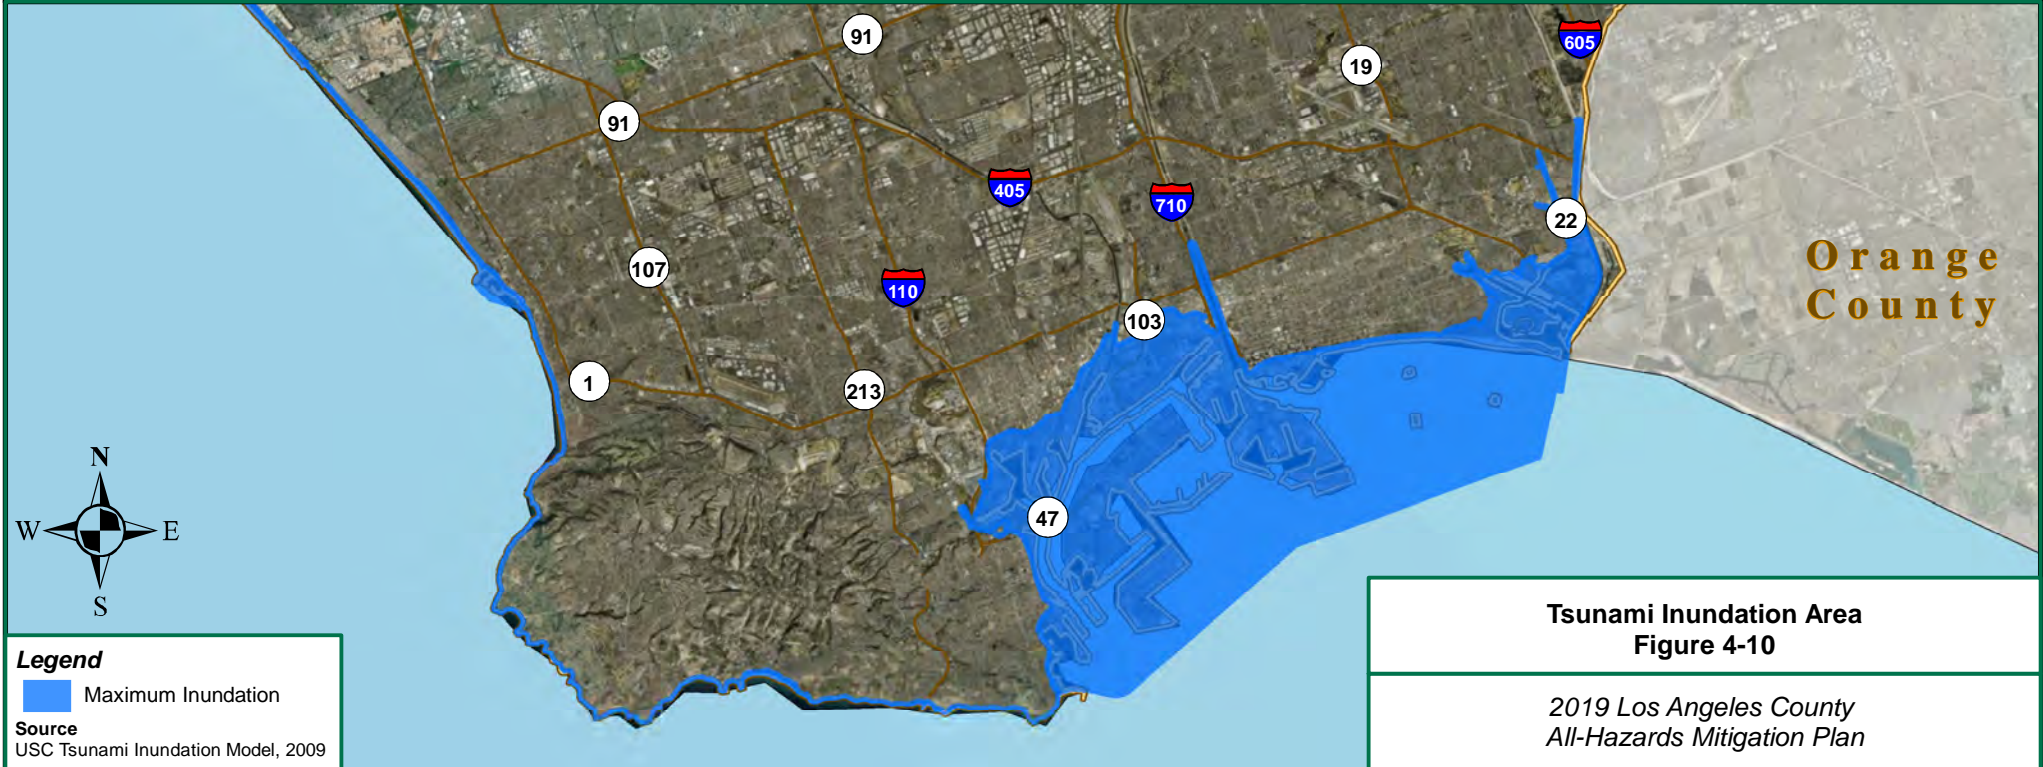 91
605
19
91
405
710
22
107
Orange
County
110
103
1
213
N
W
E
S
47
Legend
Maximum Inundation
Source
USC Tsunami Inundation Model, 2009
Tsunami Inundation Area
Figure 4-10
2019 Los Angeles County
All-Hazards Mitigation Plan